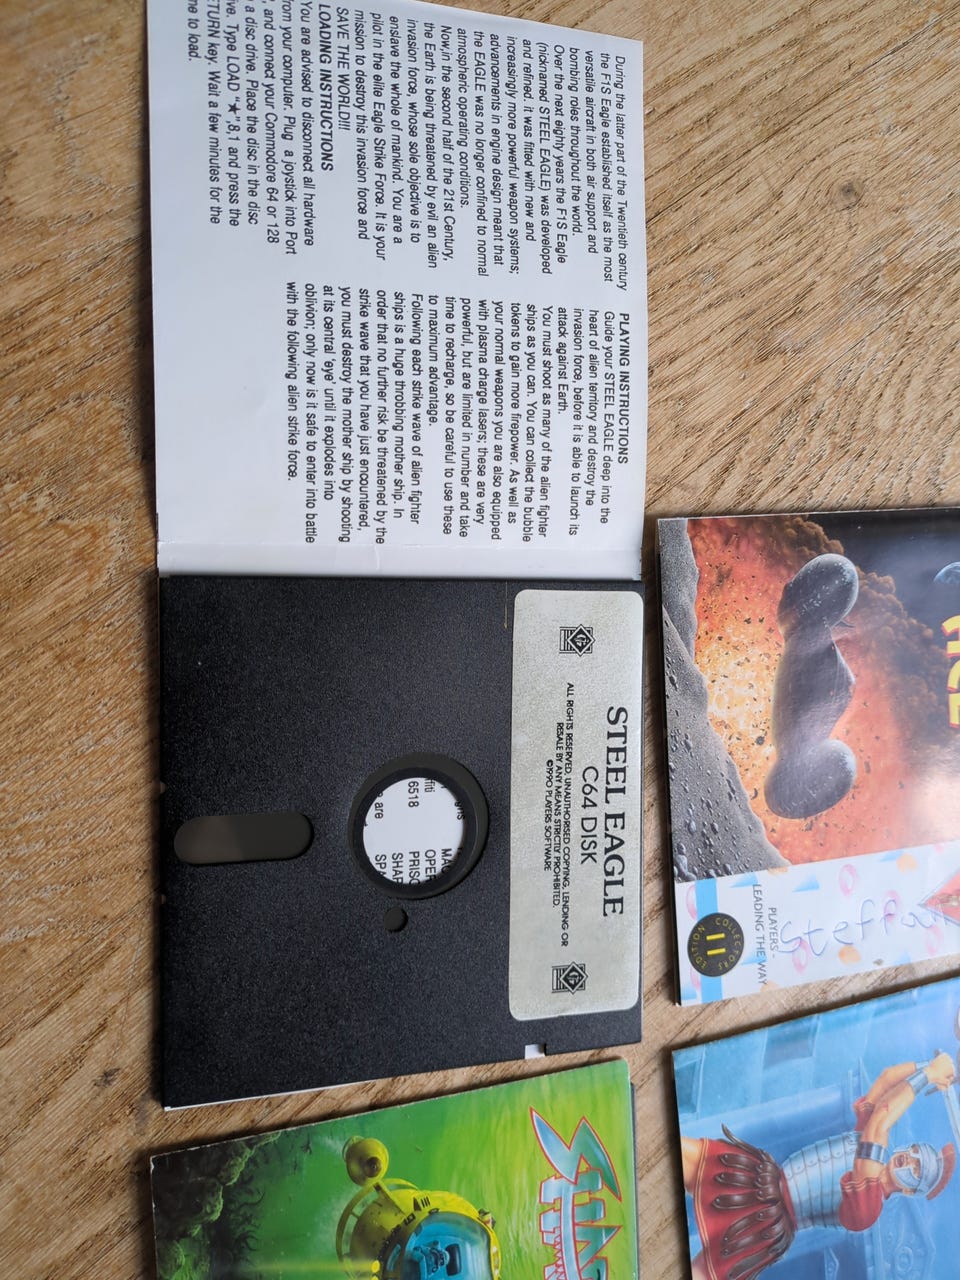 During the latter part of the Twentieth century
the F1S Eagle established itself as the most
versatile aircraft in both air support and
bombing roles throughout the world.
Over the next eighty years the F1S Eagle
(nicknamed STEEL EAGLE) was developed
and refined. it was fitted with new and
increasingly more powerful weapon systems;
advancements in engine design meant that
the EAGLE was no longer confined to normal
atmospheric operating conditions.
Now,in the second half of the 21st Century,
the Earth is being threatened by evil an alien
invasion force, whose sole objective is to
enslave the whole of mankind. You are a
pilot in the elite Eagle Strike Force. It is your
mission to destroy this invasion force and
SAVE THE WORLD!!!
LOADING INSTRUCTIONS
You are advised to disconnect all hardware
from your computer. Plug a joystick into Port
, and connect your Commodore 64 or 128
a disc drive. Place the disc in the disc
ive. Type LOAD "★",8,1 and press the
ETURN key. Wait a few minutes for the
me to load.
PLAYING INSTRUCTIONS
Guide your STEEL EAGLE deep into the
heart of alien territory and destroy the
invasion force, before it is able to launch its
attack against Earth.
You must shoot as many of the alien fighter
ships as you can. You can collect the bubble
tokens to gain more firepower. As well as
your normal weapons you are also equipped
with plasma charge lasers; these are very
powerful, but are limited in number and take
time to recharge, so be careful to use these
to maximum advantage.
Following each strike wave of alien fighter
ships is a huge throbbing mother ship. In
order that no further risk be threatened by the
strike wave that you have just encountered,
you must destroy the mother ship by shooting
at its central 'eye' until it explodes into
oblivion; only now is it safe to enter into battle
with the following alien strike force.
STEEL EAGLE
C64 DISK
ALL RIGHTS RESERVED, UNAUTHORISED COPYING, LENDING OR
RESALE BY ANY MEANS STRICTLY PROHIBITED.
©1990 PLAYERS SOFTWARE
6518
are
OPER
PRISO
SHAR
SPA
PLAYERS -
LEADING THE WAY
COLLECTORS EDITION
11